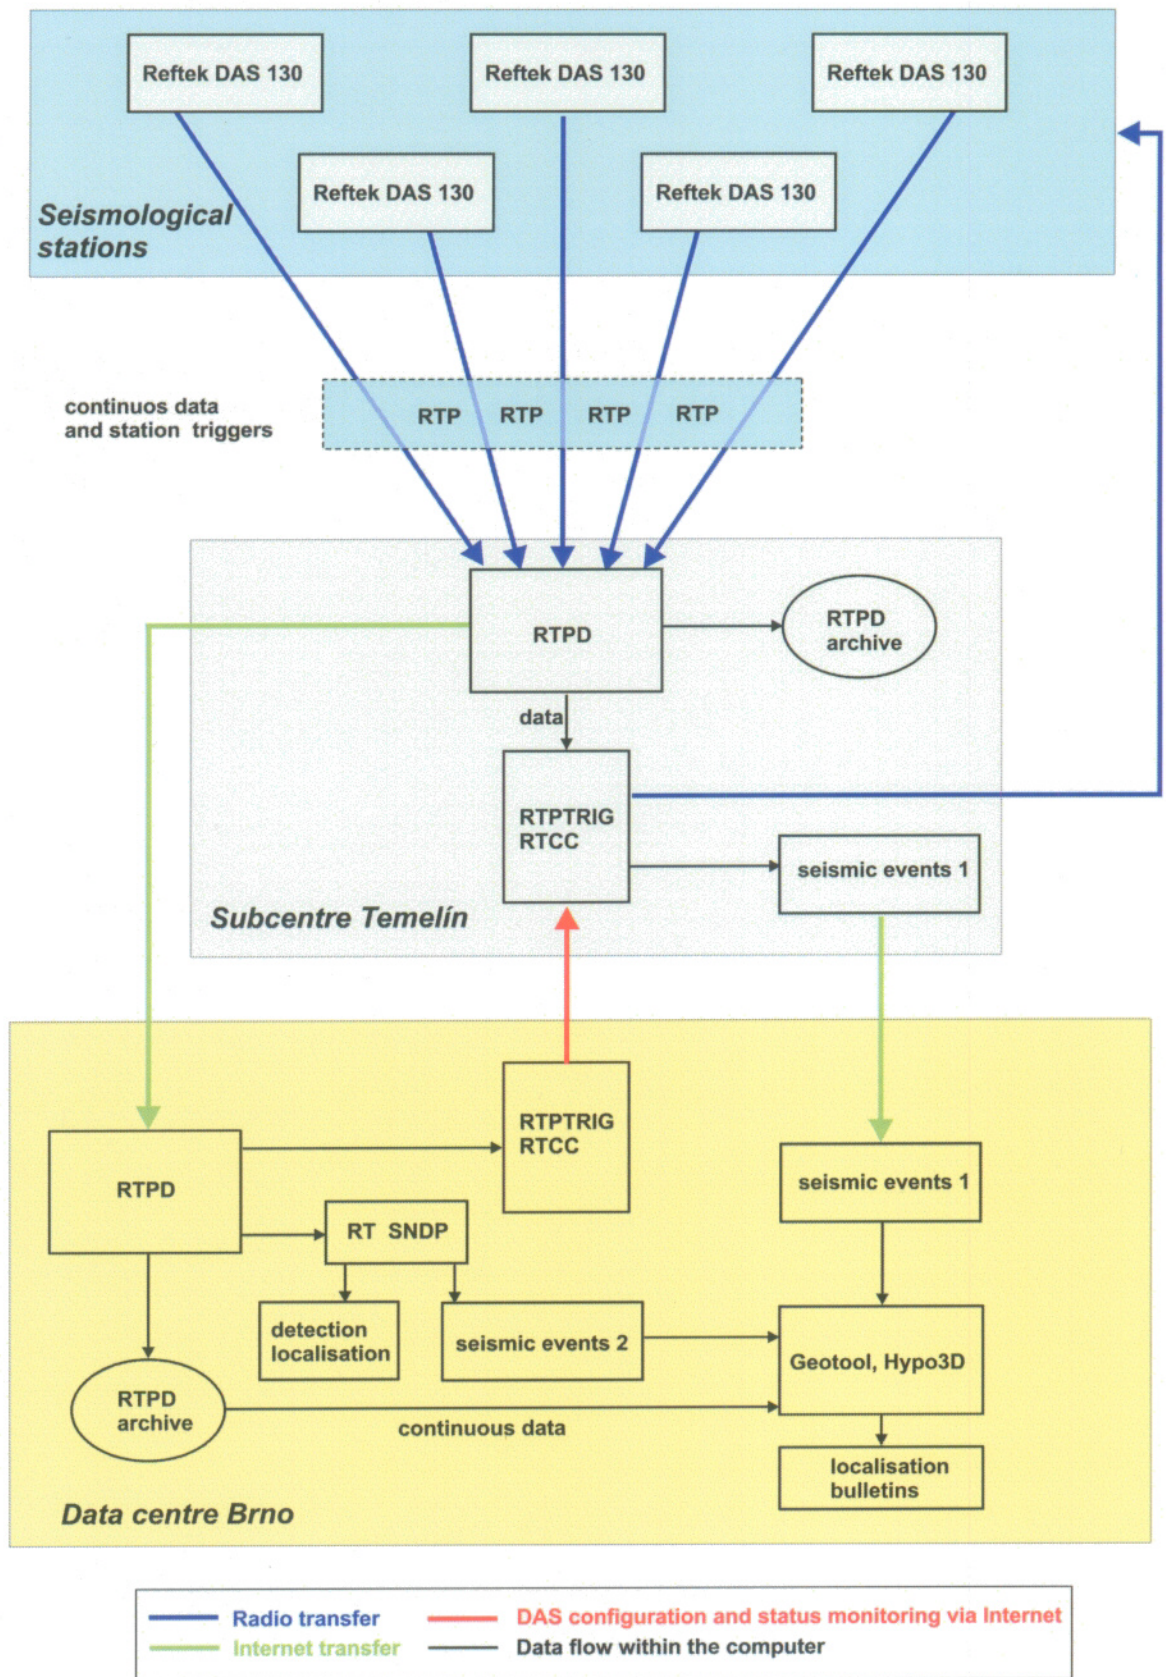 Reftek DAS 130
Reftek DAS 130
Reftek DAS 130
Reftek DAS 130
Reftek DAS 130
Seismological
stations
continuos data
and station triggers
RTP RTP RTP RTP
RTPD
RTPD
archive
data
RTPTRIG
RTCC
seismic events 1
Subcentre Temelín
RTPTRIG
RTCC
RTPD
seismic events 1
RT SNDP
detection
localisation
seismic events 2
Geotool, Hypo3D
RTPD
archive
continuous data
localisation
bulletins
Data centre Brno
Radio transfer
DAS configuration and status monitoring via Internet
Internet transfer
Data flow within the computer